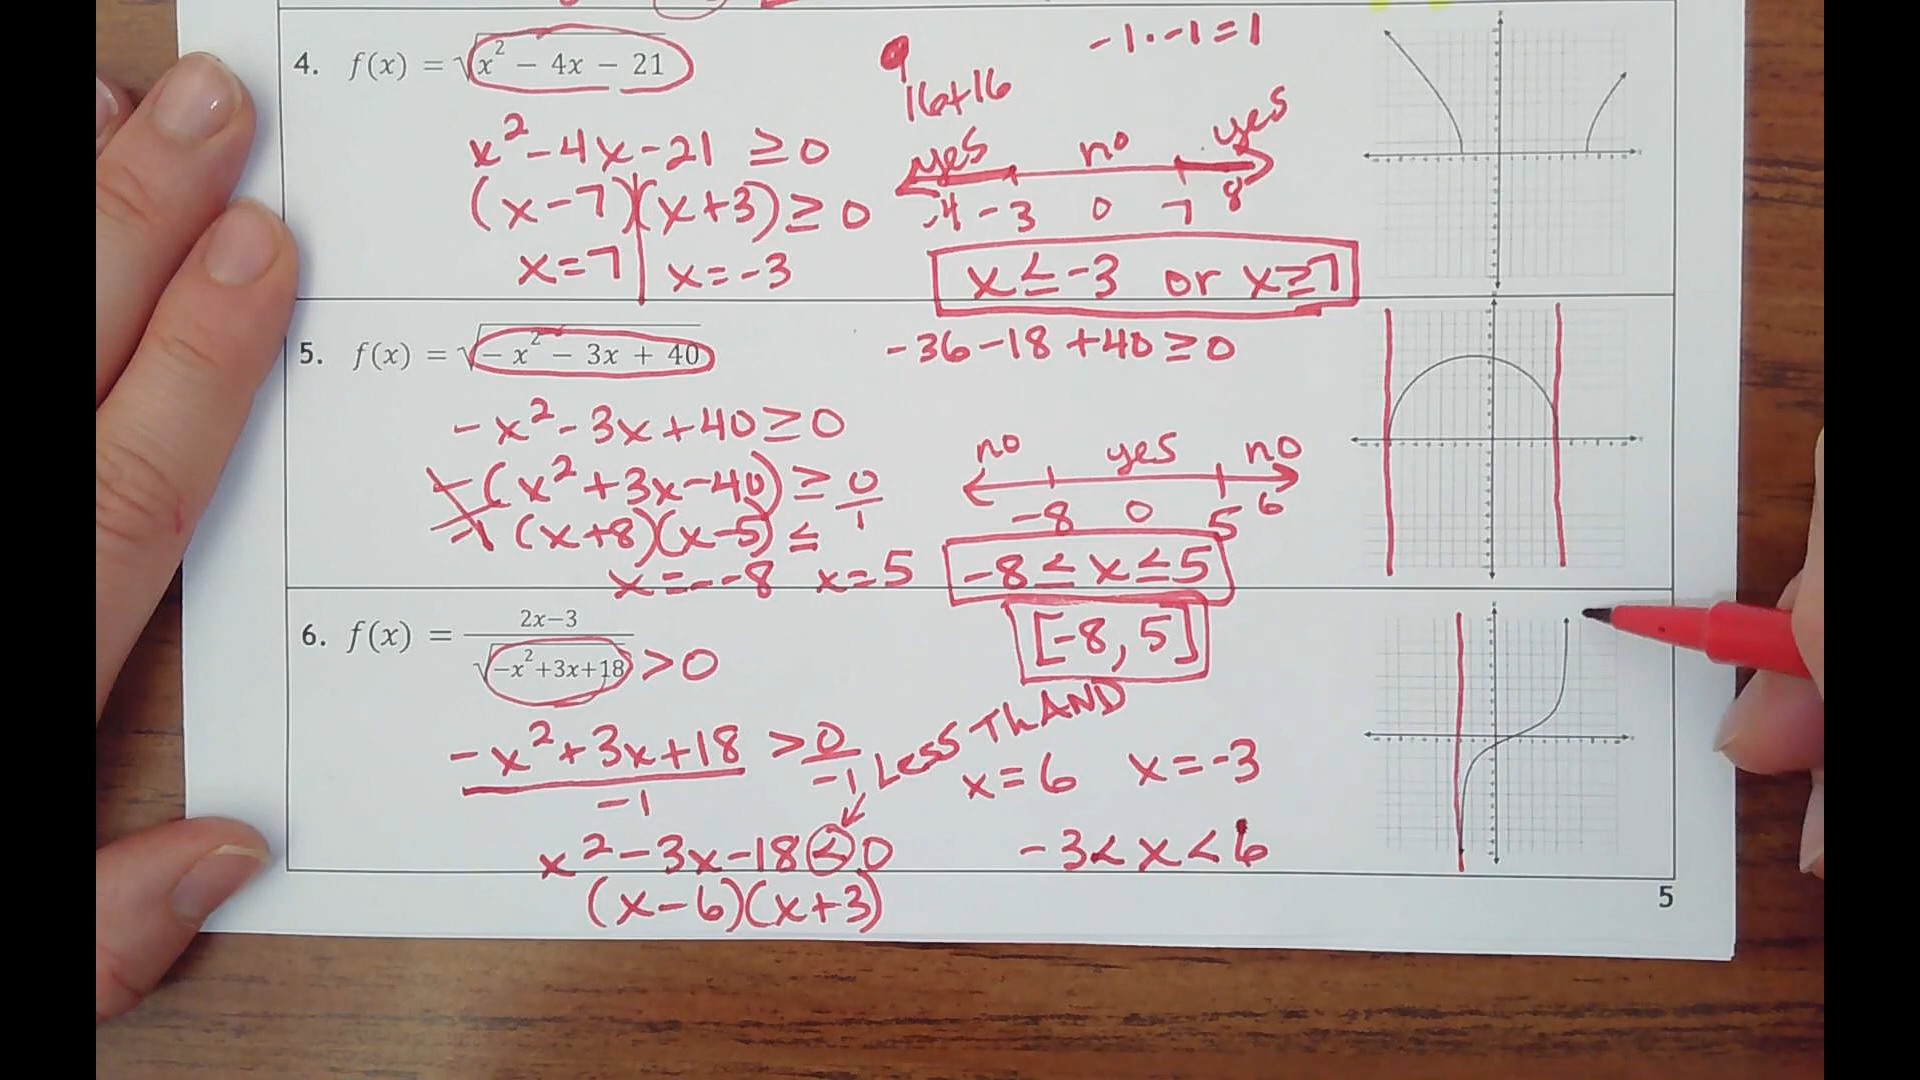 4. f(x) = √x² − 4x − 21
-1·-1=1
16+16
x²-4x-21 ≥0
yes no yes
(x-7)(x+3)≥0
-4 -3 0 7 8
x=7 x=-3
x≤-3 or x≥7
5. f(x) = √− x² − 3x + 40
-36-18+40≥0
-x²-3x+40≥0
no yes no
-(x²+3x-40)≥ 0/1
-8 0 5 6
-1 (x+8)(x-5)≤
x=-8 x=5
-8≤x≤5
[-8,5]
6. f(x) = 2x−3 / √−x²+3x+18 >0
-x²+3x+18 >0
-1 -1
LESS ThAND
x=6 x=-3
x²-3x-18<0
-3<x<6
(x-6)(x+3)
5